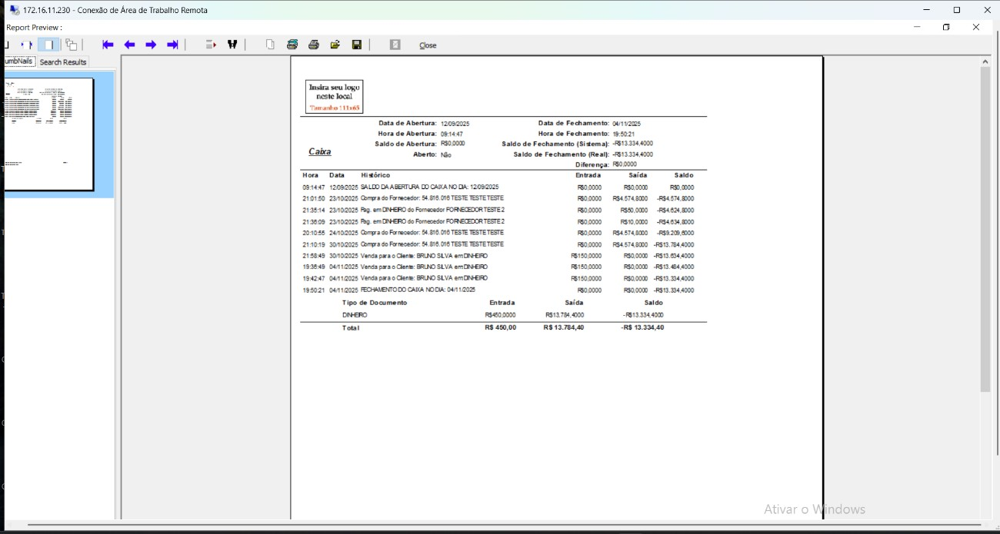 172.16.11.230 - Conexão de Área de Trabalho Remota
Report Preview :
Close
umbNails Search Results
Insira seu logo
neste local
Tamanho 111x65
Data de Abertura: 12/09/2025 Data de Fechamento: 04/11/2025
Hora de Abertura: 09:14:47 Hora de Fechamento: 19:50:21
Saldo de Abertura: R$0,0000 Saldo de Fechamento (Sistema): -R$13.334,4000
Caixa Aberto: Não Saldo de Fechamento (Real): -R$13.334,4000
Diferença: R$0,0000
Hora Data Histórico Entrada Saída Saldo
09:14:47 12/09/2025 SALDO DA ABERTURA DO CAIXA NO DIA: 12/09/2025 R$0,0000 R$0,0000 R$0,0000
21:01:50 23/10/2025 Compra do Fornecedor: 54.816.016 TESTE TESTE TESTE R$0,0000 R$4.574,8000 -R$4.574,8000
21:35:14 23/10/2025 Pag. em DINHEIRO do Fornecedor FORNECEDOR TESTE 2 R$0,0000 R$50,0000 -R$4.624,8000
21:36:09 23/10/2025 Pag. em DINHEIRO do Fornecedor FORNECEDOR TESTE 2 R$0,0000 R$10,0000 -R$4.634,8000
20:10:55 24/10/2025 Compra do Fornecedor: 54.816.016 TESTE TESTE TESTE R$0,0000 R$4.574,8000 -R$9.209,6000
21:10:19 30/10/2025 Compra do Fornecedor: 54.816.016 TESTE TESTE TESTE R$0,0000 R$4.574,8000 -R$13.784,4000
21:58:49 30/10/2025 Venda para o Cliente: BRUNO SILVA em DINHEIRO R$150,0000 R$0,0000 -R$13.634,4000
19:36:49 04/11/2025 Venda para o Cliente: BRUNO SILVA em DINHEIRO R$150,0000 R$0,0000 -R$13.484,4000
19:42:47 04/11/2025 Venda para o Cliente: BRUNO SILVA em DINHEIRO R$150,0000 R$0,0000 -R$13.334,4000
19:50:21 04/11/2025 FECHAMENTO DO CAIXA NO DIA: 04/11/2025 R$0,0000 R$0,0000 -R$13.334,4000
Tipo de Documento Entrada Saída Saldo
DINHEIRO R$450,0000 R$13.784,4000 -R$13.334,4000
Total R$ 450,00 R$ 13.784,40 -R$ 13.334,40
Ativar o Windows